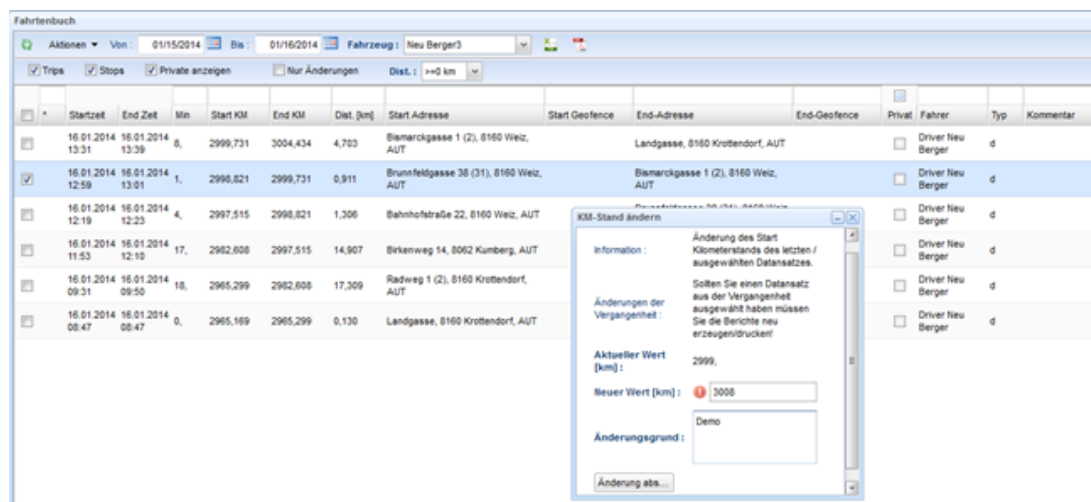 Fahrtenbuch
Aktionen Von : 01/15/2014 Bis : 01/16/2014 Fahrzeug : Neu Berger3
Trips Stops Private anzeigen Nur Änderungen Dist. : >=0 km
* Startzeit End Zeit Min Start KM End KM Dist. [km] Start Adresse Start Geofence End-Adresse End-Geofence Privat Fahrer Typ Kommentar
16.01.2014 16.01.2014 8, 2999,731 3004,434 4,703 Bismarckgasse 1 (2), 8160 Weiz, Landgasse, 8160 Krottendorf, AUT Driver Neu d
13:31 13:39 AUT Berger
16.01.2014 16.01.2014 1, 2998,821 2999,731 0,911 Brunnfeldgasse 38 (31), 8160 Weiz, Bismarckgasse 1 (2), 8160 Weiz, Driver Neu d
12:59 13:01 AUT AUT Berger
16.01.2014 16.01.2014 4, 2997,515 2998,821 1,306 Bahnhofstraße 22, 8160 Weiz, AUT Driver Neu d
12:19 12:23 Berger
16.01.2014 16.01.2014 17, 2982,608 2997,515 14,907 Birkenweg 14, 8062 Kumberg, AUT Driver Neu d
11:53 12:10 Berger
16.01.2014 16.01.2014 18, 2965,299 2982,608 17,309 Radweg 1 (2), 8160 Krottendorf, Driver Neu d
09:31 09:50 AUT Berger
16.01.2014 16.01.2014 0, 2965,169 2965,299 0,130 Landgasse, 8160 Krottendorf, AUT Driver Neu d
08:47 08:47 Berger
KM-Stand ändern
Information :
Änderung des Start
Kilometerstands des letzten /
ausgewählten Datansatzes.
Änderungen der
Vergangenheit :
Sollten Sie einen Datansatz
aus der Vergangenheit
ausgewählt haben müssen
Sie die Berichte neu
erzeugen/drucken!
Aktueller Wert
[km] :
2999,
Neuer Wert [km] : 3008
Änderungsgrund :
Demo
Änderung abs...